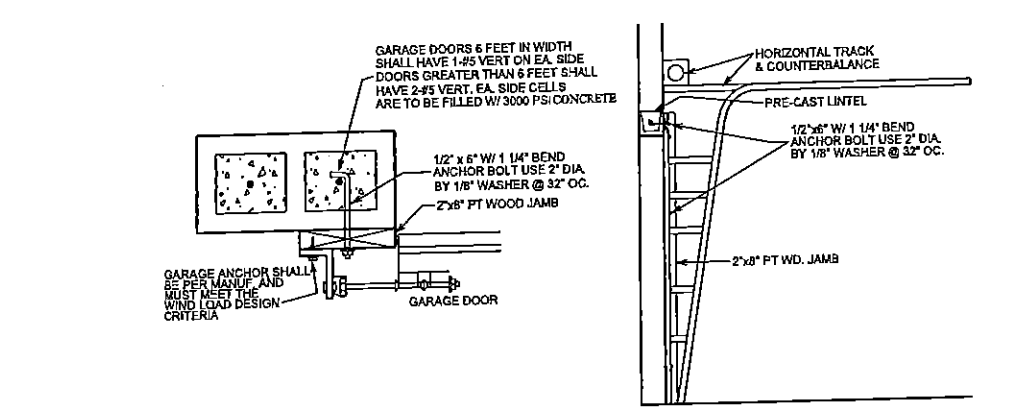 GARAGE DOORS 6 FEET IN WIDTH
SHALL HAVE 1-#5 VERT ON EA. SIDE
DOORS GREATER THAN 6 FEET SHALL
HAVE 2-#5 VERT. EA. SIDE CELLS
ARE TO BE FILLED W/ 3000 PSI CONCRETE
1/2" x 6" W/ 1 1/4" BEND
ANCHOR BOLT USE 2" DIA.
BY 1/8" WASHER @ 32" OC.
2"x8" PT WOOD JAMB
GARAGE ANCHOR SHALL
BE PER MANUF. AND
MUST MEET THE
WIND LOAD DESIGN
CRITERIA
GARAGE DOOR
HORIZONTAL TRACK
& COUNTERBALANCE
PRE-CAST LINTEL
1/2"x6" W/ 1 1/4" BEND
ANCHOR BOLT USE 2" DIA.
BY 1/8" WASHER @ 32" OC.
2"x8" PT WD. JAMB